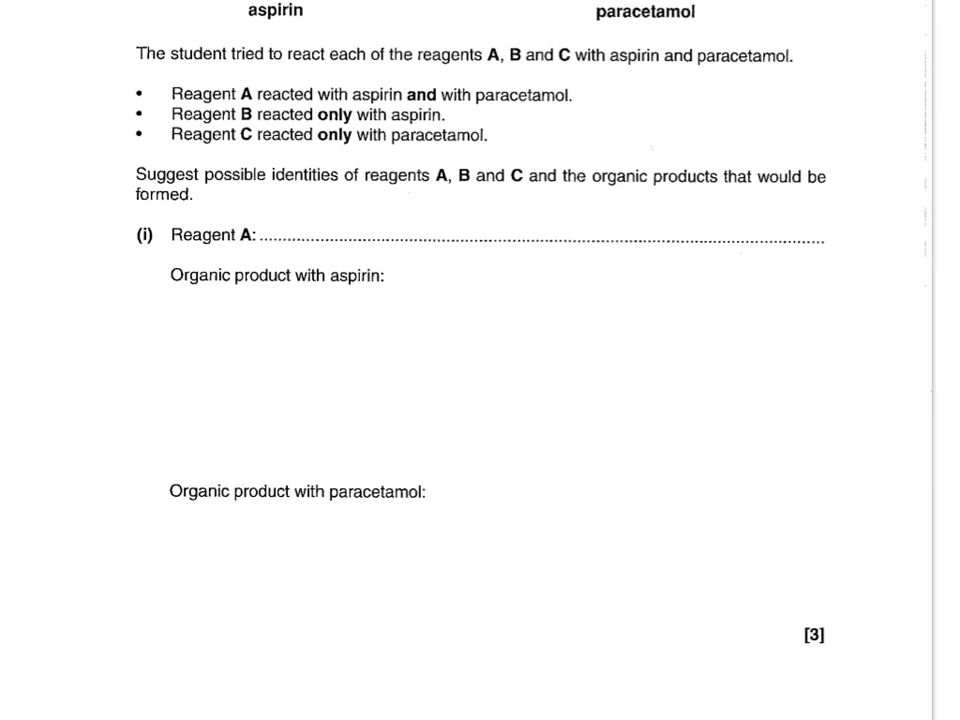 aspirin paracetamol
The student tried to react each of the reagents A, B and C with aspirin and paracetamol.
• Reagent A reacted with aspirin and with paracetamol.
• Reagent B reacted only with aspirin.
• Reagent C reacted only with paracetamol.
Suggest possible identities of reagents A, B and C and the organic products that would be
formed.
(i) Reagent A: ........................................................................................................................
Organic product with aspirin:
Organic product with paracetamol:
[3]